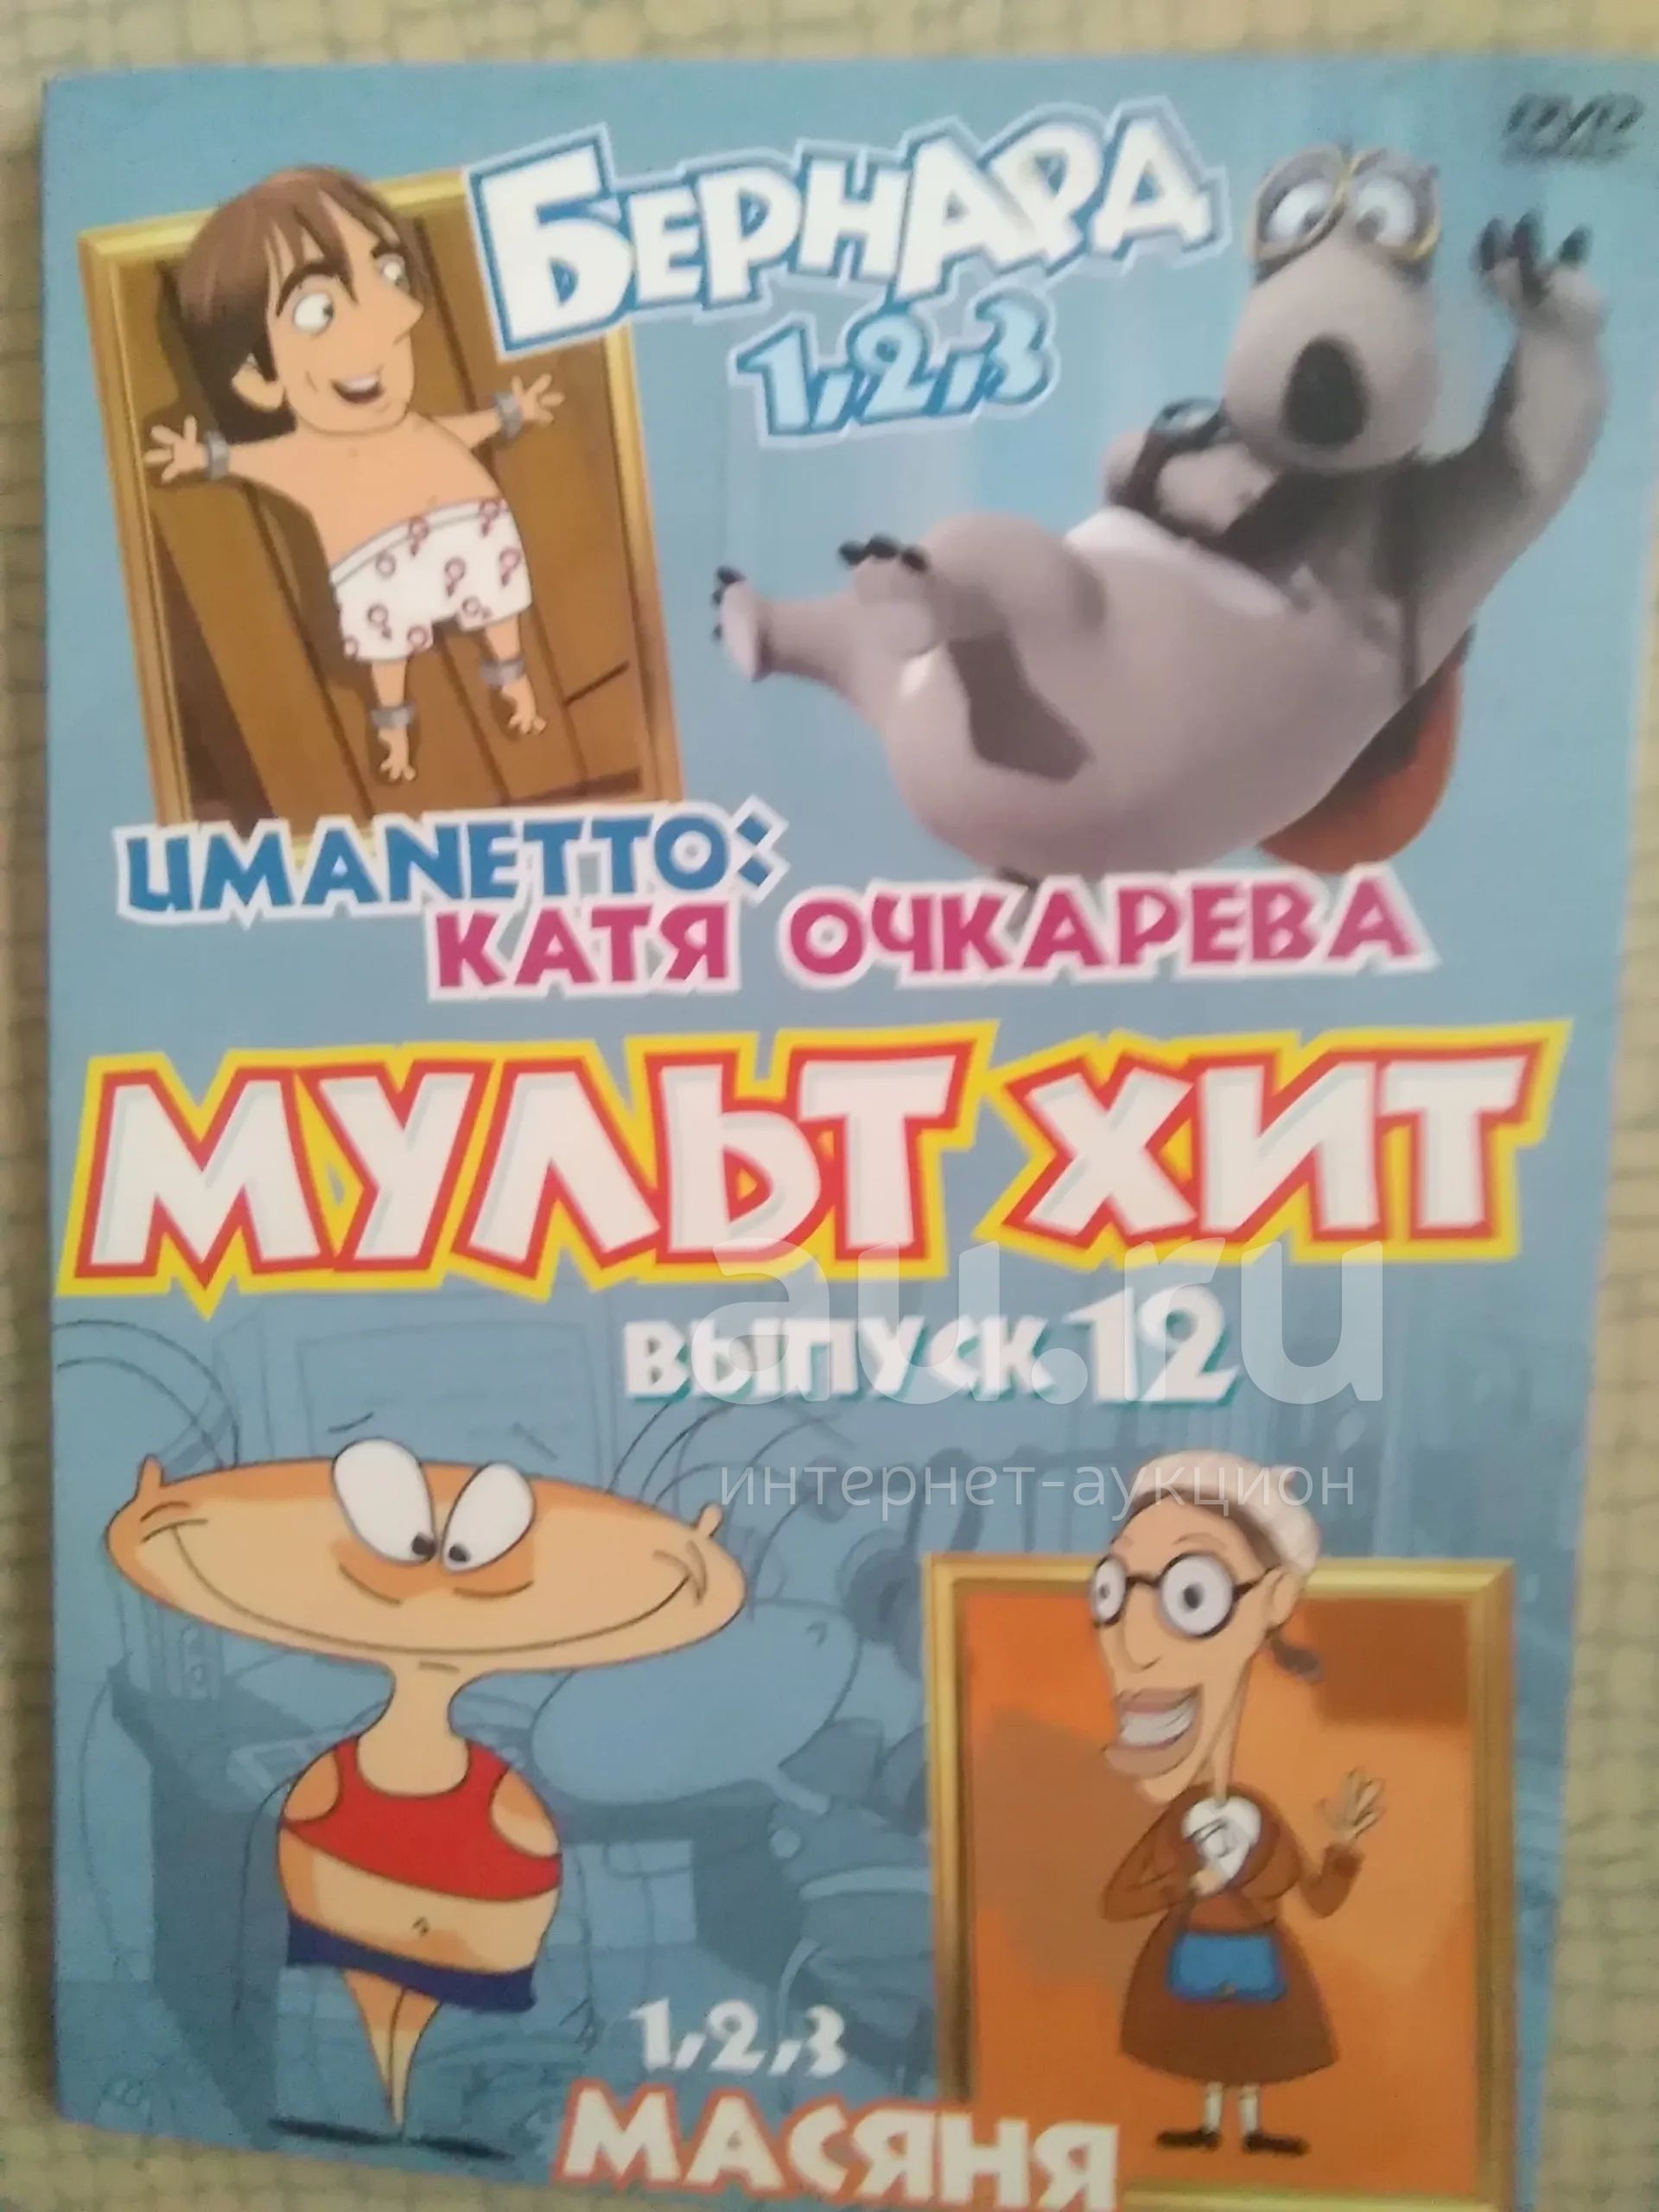 DVD
БЕРНАРД
1,2,3
UMANETTO:
КАТЯ ОЧКАРЕВА
МУЛЬТ ХИТ
ВЫПУСК 12
au.ru
интернет-аукцион
1,2,3
МАСЯНЯ